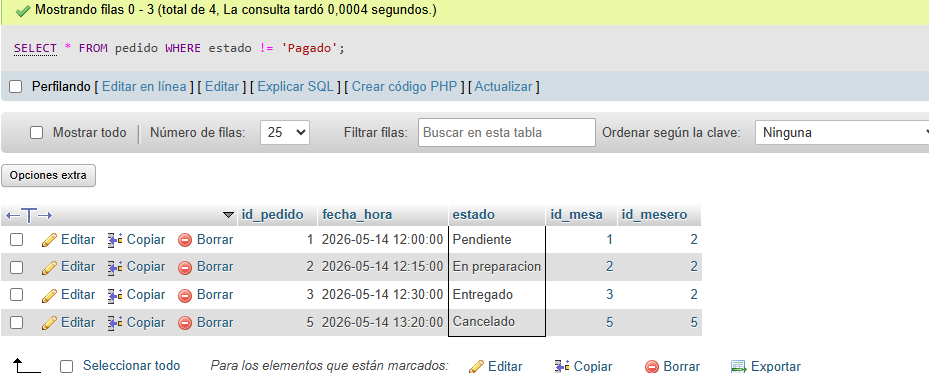 Mostrando filas 0 - 3 (total de 4, La consulta tardó 0,0004 segundos.)
SELECT * FROM pedido WHERE estado != 'Pagado';
Perfilando [ Editar en línea ] [ Editar ] [ Explicar SQL ] [ Crear código PHP ] [ Actualizar ]
Mostrar todo | Número de filas: 25 Filtrar filas: Buscar en esta tabla Ordenar según la clave: Ninguna
Opciones extra
id_pedido fecha_hora estado id_mesa id_mesero
Editar Copiar Borrar 1 2026-05-14 12:00:00 Pendiente 1 2
Editar Copiar Borrar 2 2026-05-14 12:15:00 En preparacion 2 2
Editar Copiar Borrar 3 2026-05-14 12:30:00 Entregado 3 2
Editar Copiar Borrar 5 2026-05-14 13:20:00 Cancelado 5 5
Seleccionar todo Para los elementos que están marcados: Editar Copiar Borrar Exportar